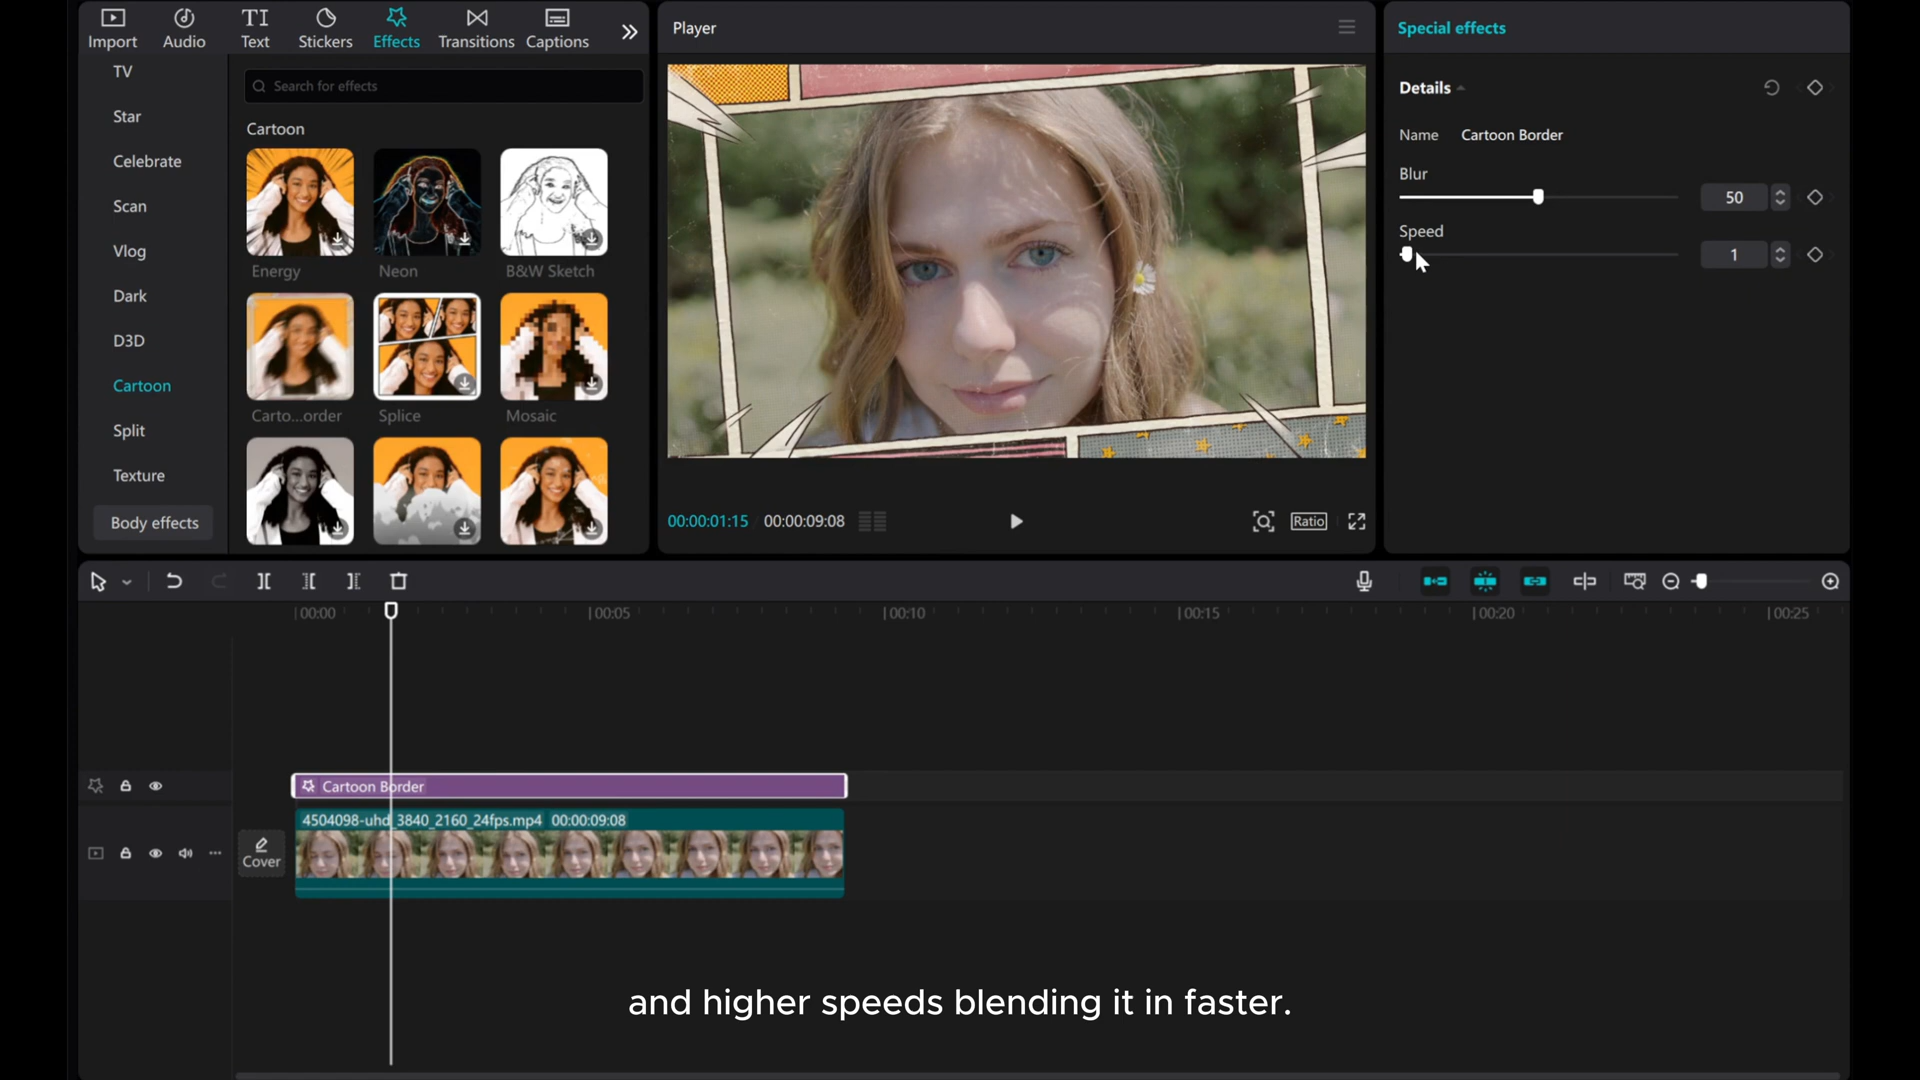 Import
Audio
TI
Text
Stickers
Effects
Transitions
Captions
TV
Star
Celebrate
Scan
Vlog
Dark
D3D
Cartoon
Split
Texture
Body effects
Search for effects
Cartoon
Energy
Neon
B&W Sketch
Carto...order
Splice
Mosaic
Player
00:00:01:15
00:00:09:08
Ratio
Special effects
Details
Name
Cartoon Border
Blur
50
Speed
1
00:00
00:05
00:10
00:15
00:20
00:25
Cartoon Border
4504098-uhd_3840_2160_24fps.mp4 00:00:09:08
Cover
and higher speeds blending it in faster.